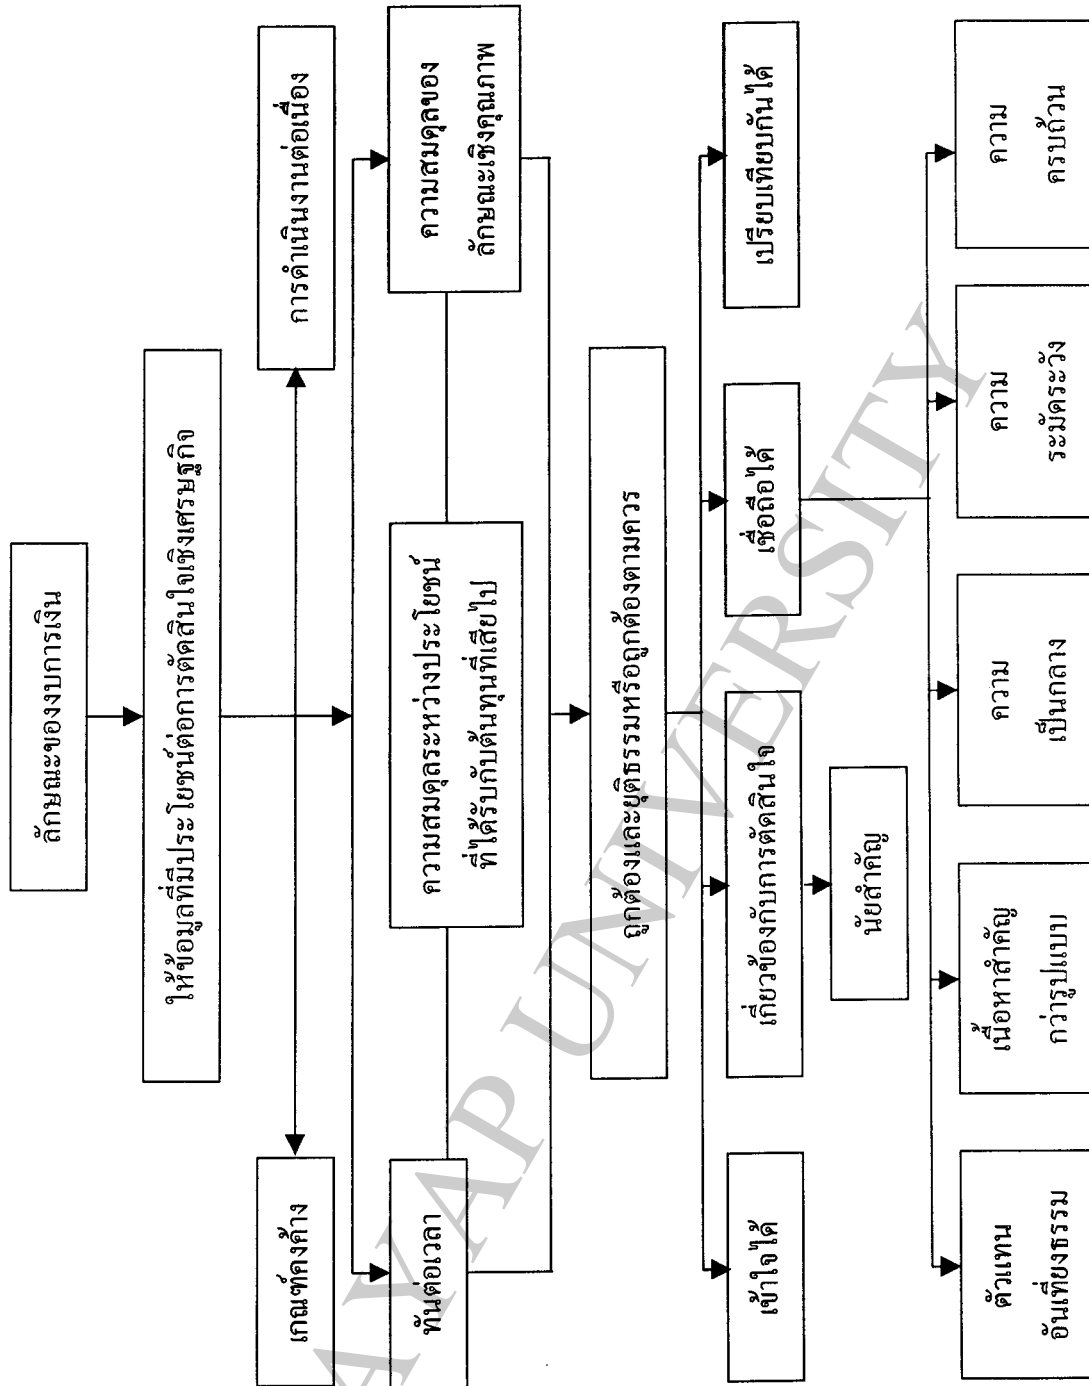 ลักษณะของงบการเงิน
ให้ข้อมูลที่มีประโยชน์ต่อการตัดสินใจเชิงเศรษฐกิจ
เกณฑ์คงค้าง
การดำเนินงานต่อเนื่อง
ทันต่อเวลา
ความสมดุลระหว่างประโยชน์
ที่ได้รับกับต้นทุนที่เสียไป
ความสมดุลของ
ลักษณะเชิงคุณภาพ
ถูกต้องและยุติธรรมหรือถูกต้องตามควร
เข้าใจได้
เกี่ยวข้องกับการตัดสินใจ
เชื่อถือได้
เปรียบเทียบกันได้
นัยสำคัญ
ตัวแทน
อันเที่ยงธรรม
เนื้อหาสำคัญ
กว่ารูปแบบ
ความ
เป็นกลาง
ความ
ระมัดระวัง
ความ
ครบถ้วน
AYAP UNIVERSITY